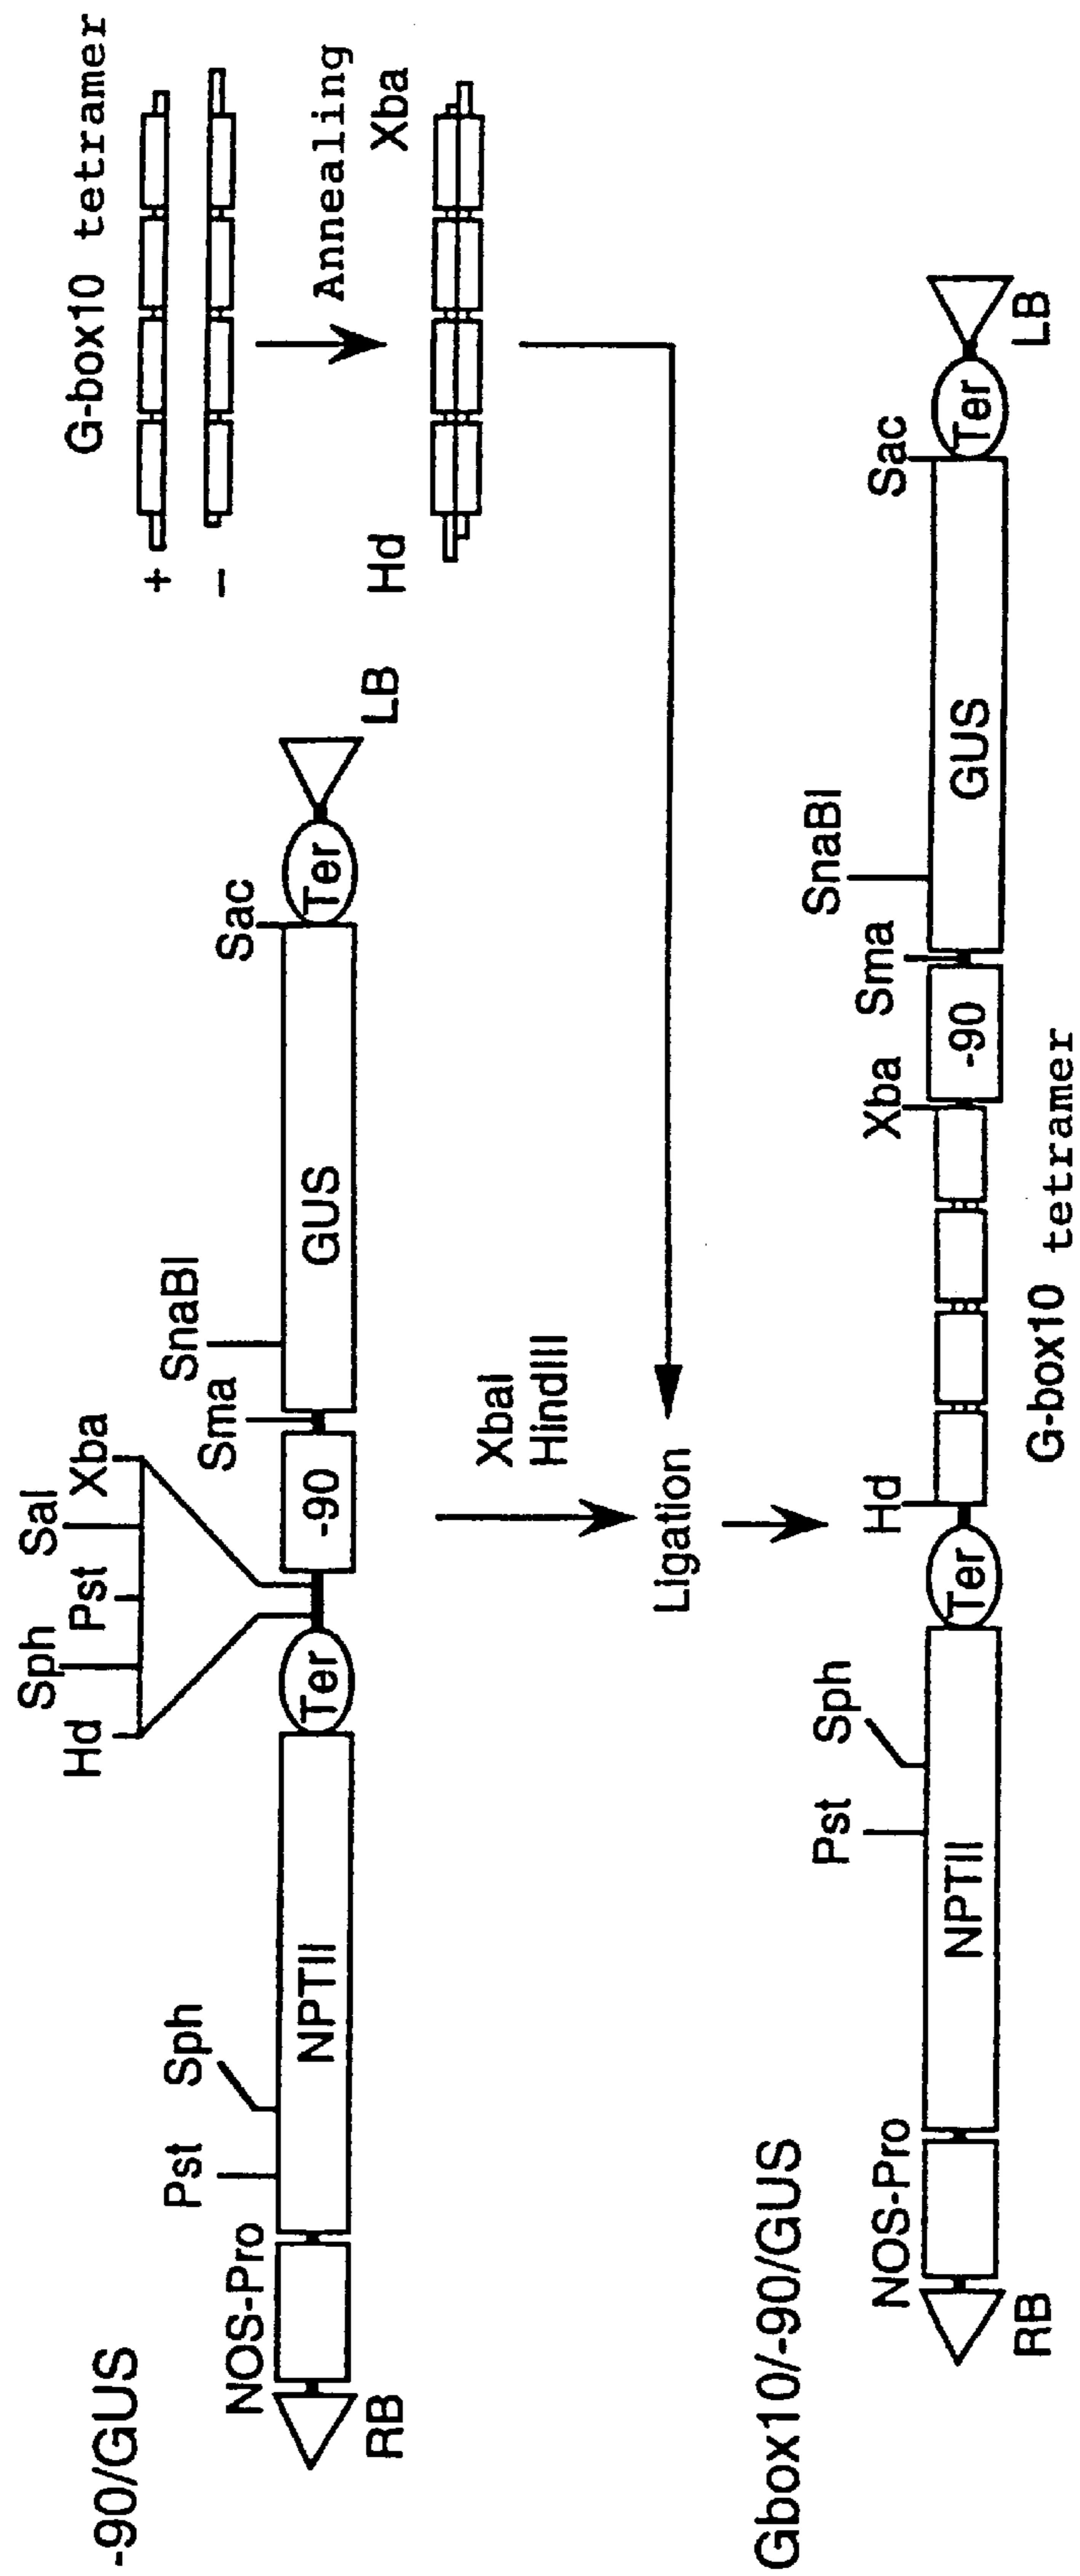 -90/GUS
Hd
Sph
Pst
Sal
Xba
NOS-Pro
Pst
Sph
Sma
SnaBI
Sac
RB
NPTII
Ter
-90
GUS
Ter
LB
G-box10 tetramer
+
-
Annealing
Hd
Xba
XbaI
HindIII
Ligation
Gbox10/-90/GUS
NOS-Pro
Pst
Sph
Hd
Xba
Sma
SnaBI
Sac
RB
NPTII
Ter
-90
GUS
Ter
LB
G-box10 tetramer